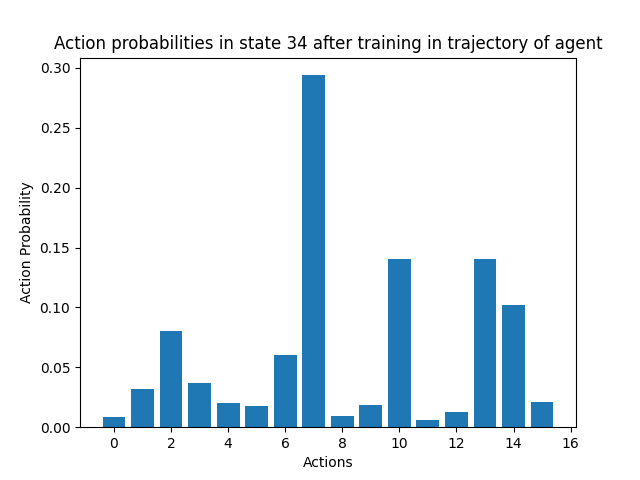 Action probabilities in state 34 after training in trajectory of agent
0.30
0.25
0.20
0.15
0.10
0.05
0.00
Action Probability
0 2 4 6 8 10 12 14 16
Actions